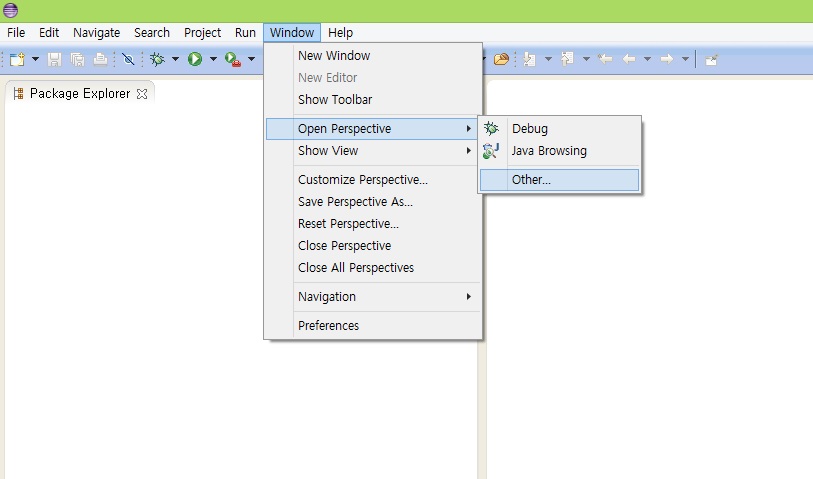 File Edit Navigate Search Project Run Window Help
Package Explorer
New Window
New Editor
Show Toolbar
Open Perspective
Show View
Customize Perspective...
Save Perspective As...
Reset Perspective...
Close Perspective
Close All Perspectives
Navigation
Preferences
Debug
Java Browsing
Other...